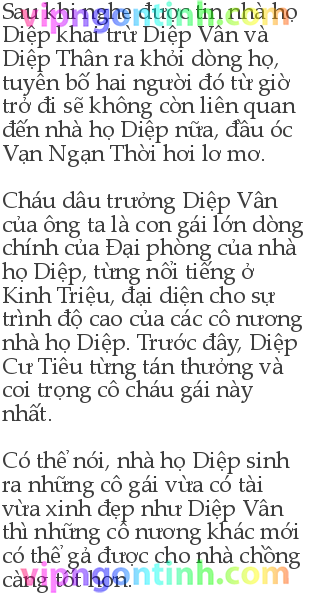 Sau khi nghe được tin nhà họ
Diệp khai trừ Diệp Vân và
Diệp Thân ra khỏi dòng họ,
tuyên bố hai người đó từ giờ
trở đi sẽ không còn liên quan
đến nhà họ Diệp nữa, đầu óc
Vạn Ngạn Thời hơi lơ mơ.
Cháu dâu trưởng Diệp Vân
của ông ta là con gái lớn dòng
chính của Đại phòng của nhà
họ Diệp, từng nổi tiếng ở
Kinh Triệu, đại diện cho sự
trình độ cao của các cô nương
nhà họ Diệp. Trước đây, Diệp
Cư Tiêu từng tán thưởng và
coi trọng cô cháu gái này
nhất.
Có thể nói, nhà họ Diệp sinh
ra những cô gái vừa có tài
vừa xinh đẹp như Diệp Vân
thì những cô nương khác mới
có thể gả được cho nhà chồng
càng tốt hơn.
vipngontinh.com
vipngontinh.com